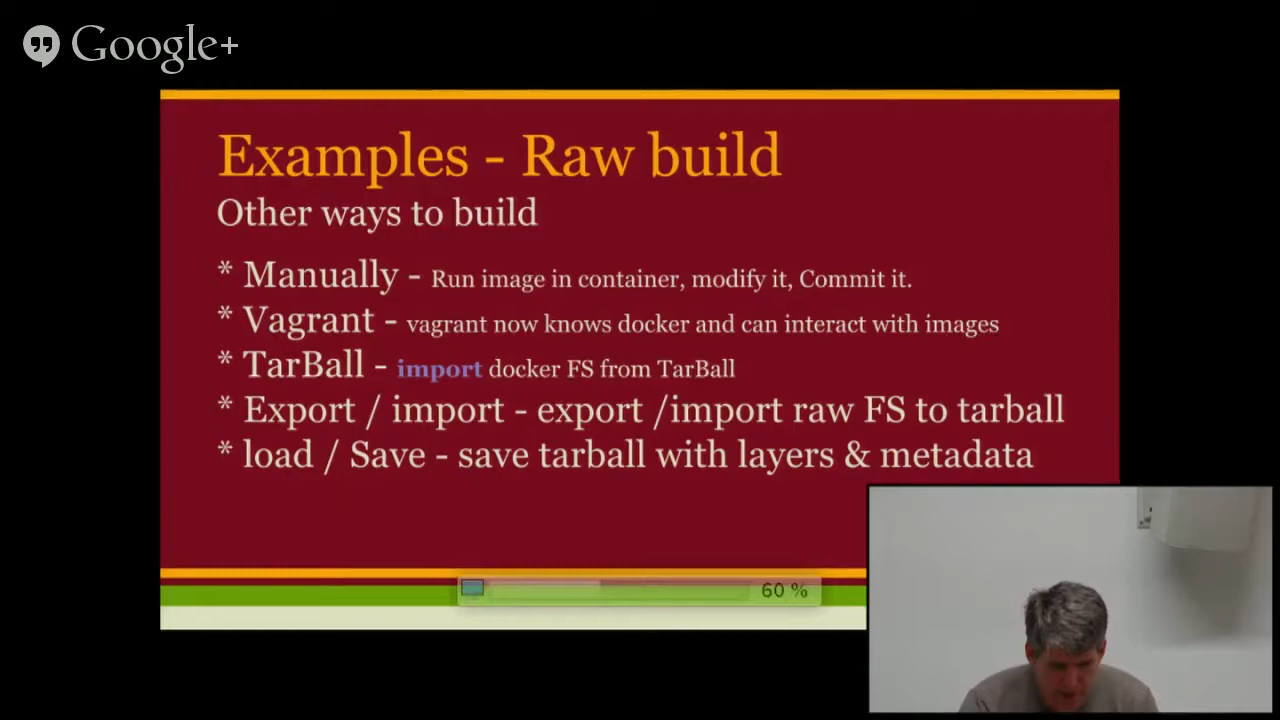 Google+
Examples - Raw build
Other ways to build
* Manually - Run image in container, modify it, Commit it.
* Vagrant - vagrant now knows docker and can interact with images
* TarBall - import docker FS from TarBall
* Export / import - export /import raw FS to tarball
* load / Save - save tarball with layers & metadata
60 %